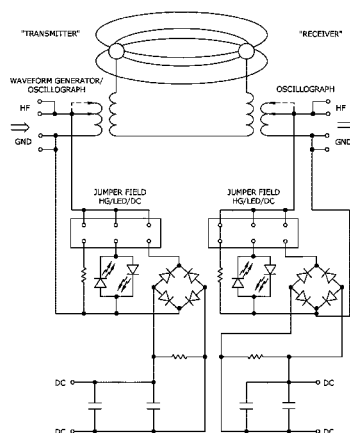 "TRANSMITTER" "RECEIVER"
WAVEFORM GENERATOR/ OSCILLOGRAPH
OSCILLOGRAPH
HF HF
GND GND
JUMPER FIELD JUMPER FIELD
HG/LED/DC HG/LED/DC
DC DC
DC DC